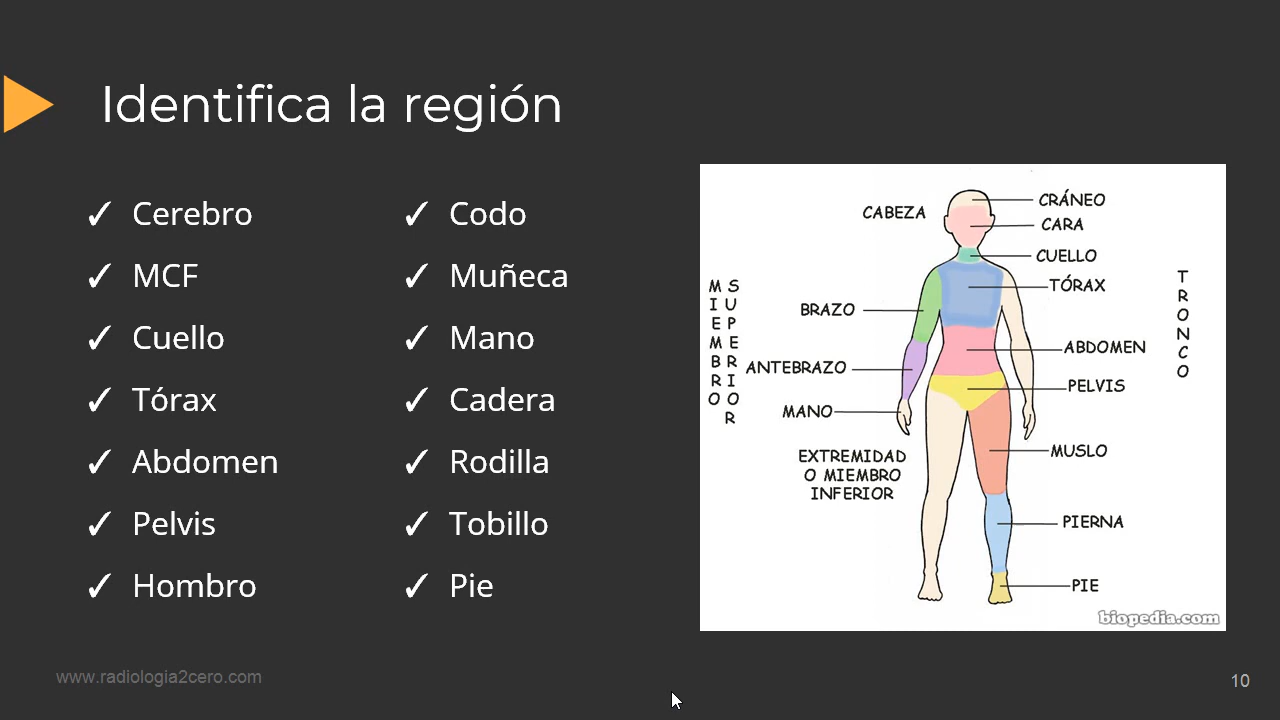 Identifica la región
✓ Cerebro
✓ MCF
✓ Cuello
✓ Tórax
✓ Abdomen
✓ Pelvis
✓ Hombro
✓ Codo
✓ Muñeca
✓ Mano
✓ Cadera
✓ Rodilla
✓ Tobillo
✓ Pie
CABEZA
CRÁNEO
CARA
CUELLO
TÓRAX
MIEMBRO
SUPERIOR
BRAZO
ANTEBRAZO
MANO
TRONCO
ABDOMEN
PELVIS
EXTREMIDAD
O MIEMBRO
INFERIOR
MUSLO
PIERNA
PIE
biopedia.com
www.radiologia2cero.com
10